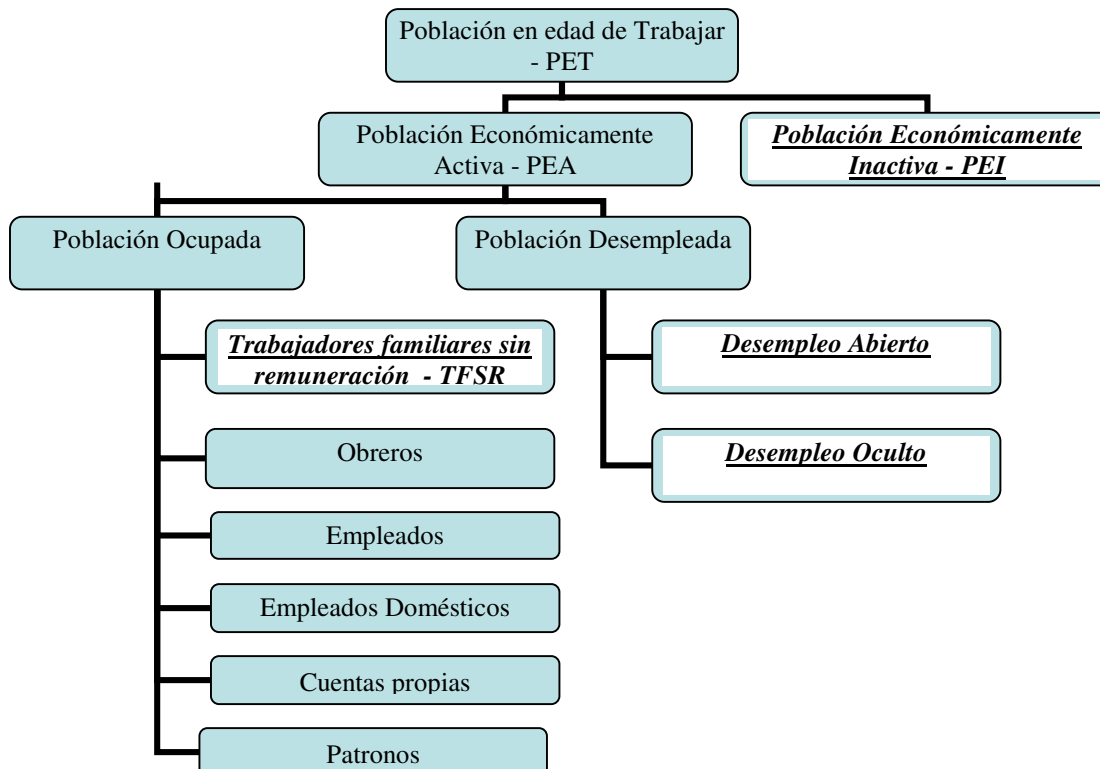 Población en edad de Trabajar
- PET
Población Económicamente
Activa - PEA
Población Económicamente
Inactiva - PEI
Población Ocupada
Población Desempleada
Trabajadores familiares sin
remuneración - TFSR
Desempleo Abierto
Obreros
Desempleo Oculto
Empleados
Empleados Domésticos
Cuentas propias
Patronos